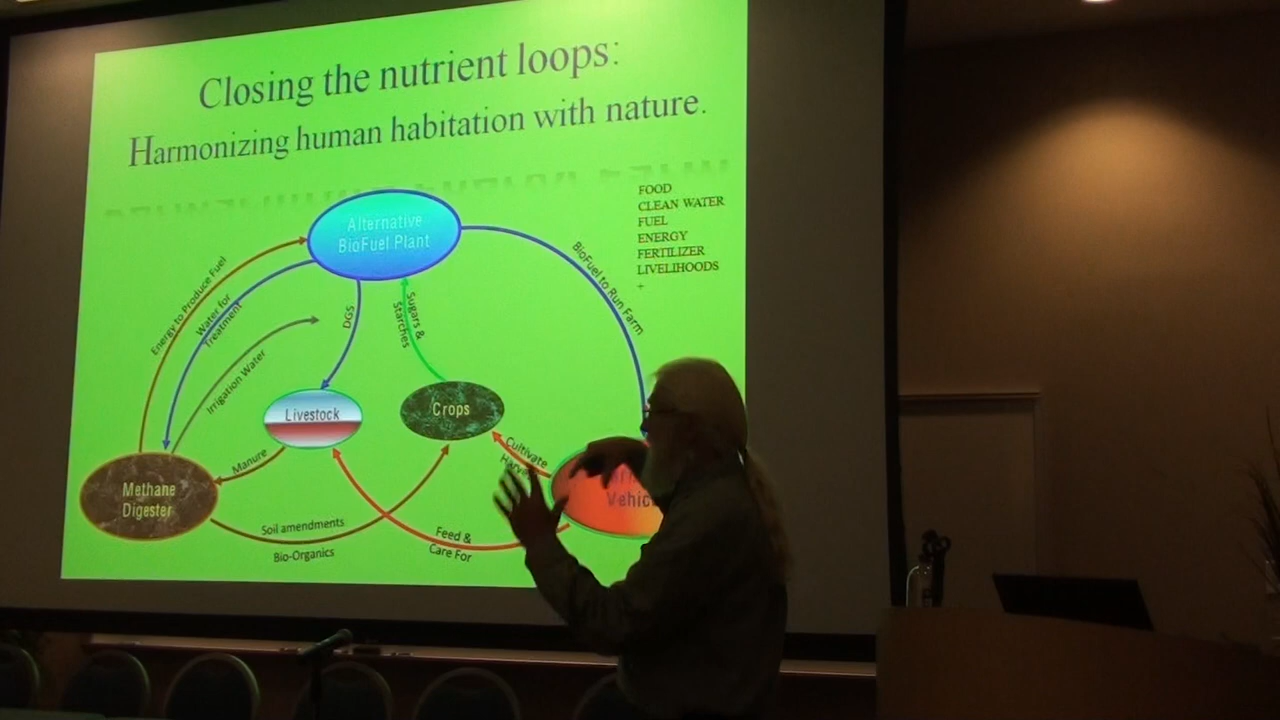 Closing the nutrient loops:
Harmonizing human habitation with nature.
FOOD
CLEAN WATER
FUEL
ENERGY
FERTILIZER
LIVELIHOODS
+
Alternative
BioFuel Plant
BioFuel to Run Farm
Energy to Produce Fuel
Water for
Treatment
Irrigation Water
DGS
Sugars &
Starches
Livestock
Crops
Cultivate
Manure
Methane
Digester
Soil amendments
Bio-Organics
Feed &
Care For